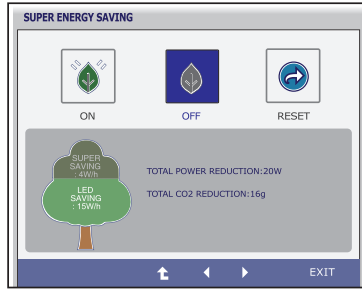 SUPER ENERGY SAVING
ON
OFF
RESET
SUPER
SAVING
: 4W/h
LED
SAVING
: 15W/h
TOTAL POWER REDUCTION:20W
TOTAL CO2 REDUCTION:16g
EXIT